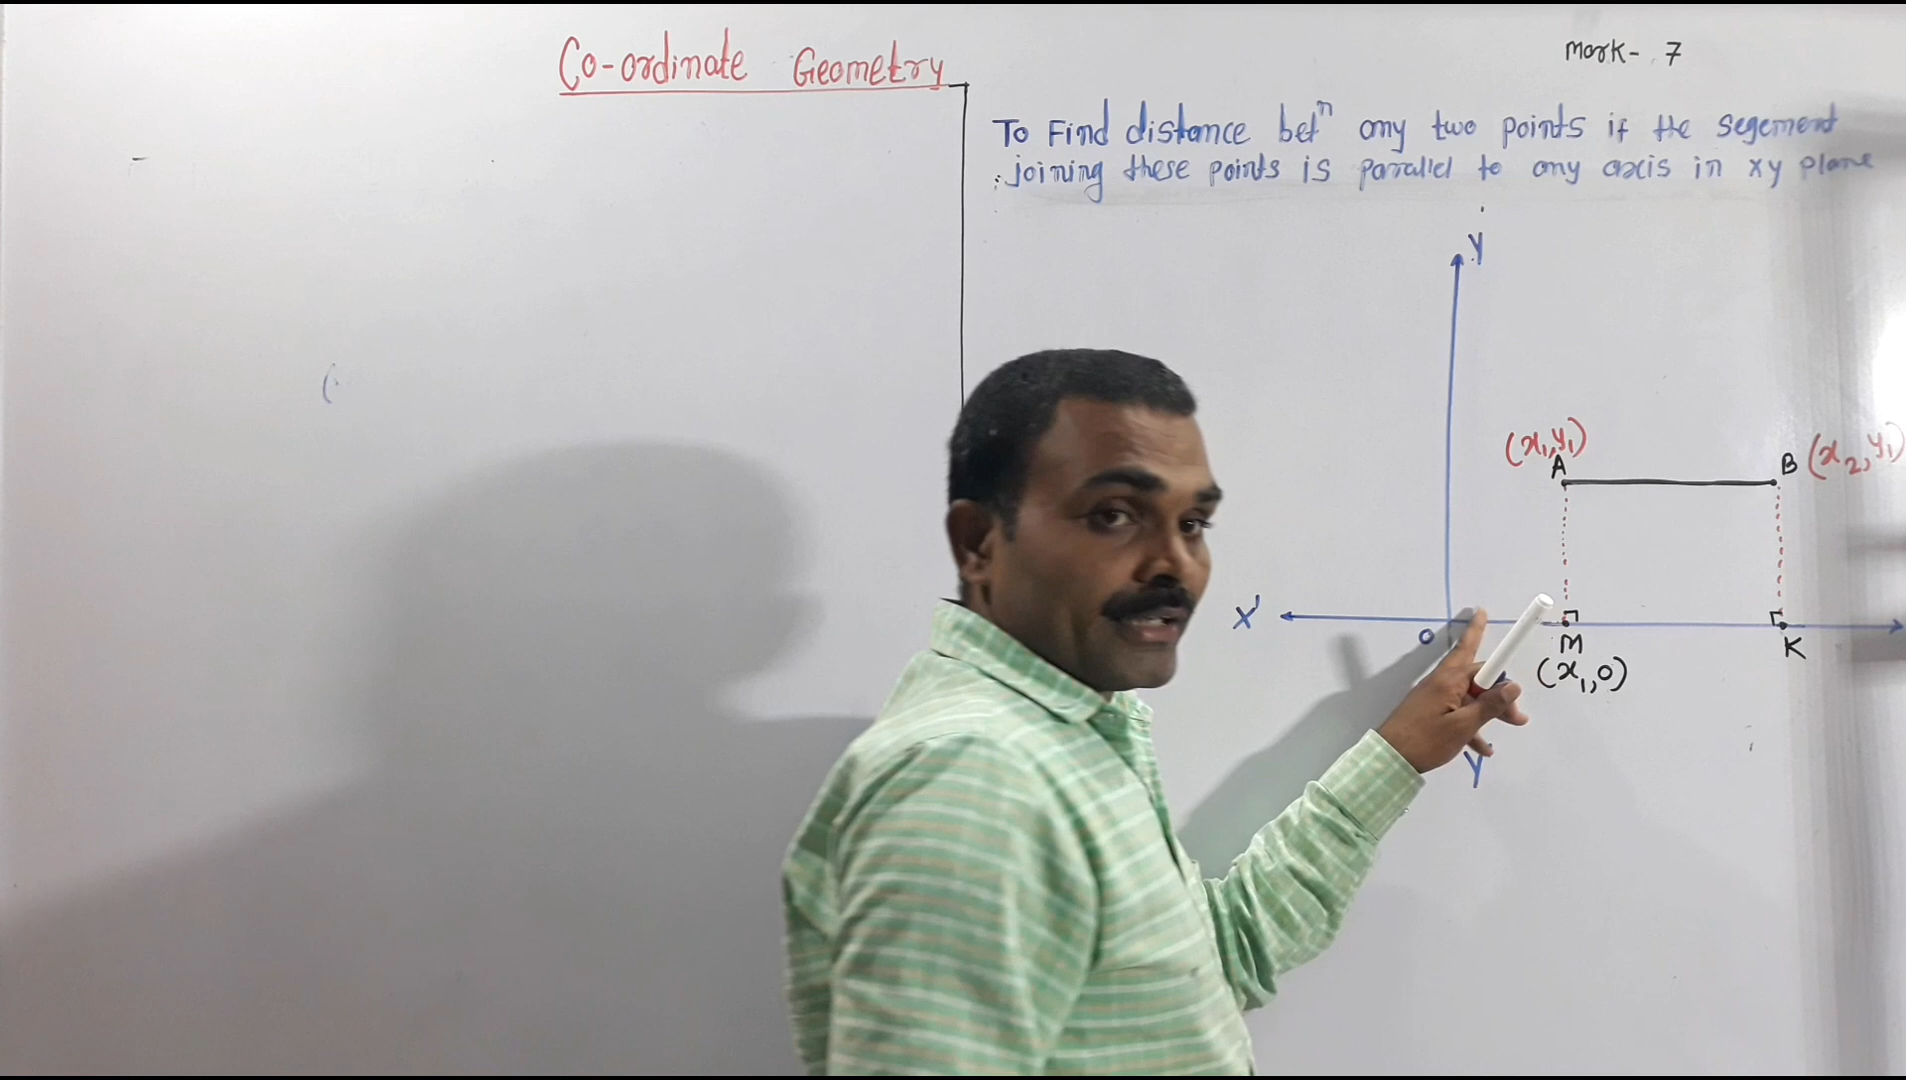 Co-ordinate Geometry
Mark- 7
To Find distance betⁿ any two points if the segement
joining these points is parallel to any axis in xy plane
Y
(x₁,y₁)
A
B (x₂,y₁)
X'
O
M
K
(x₁,0)
Y